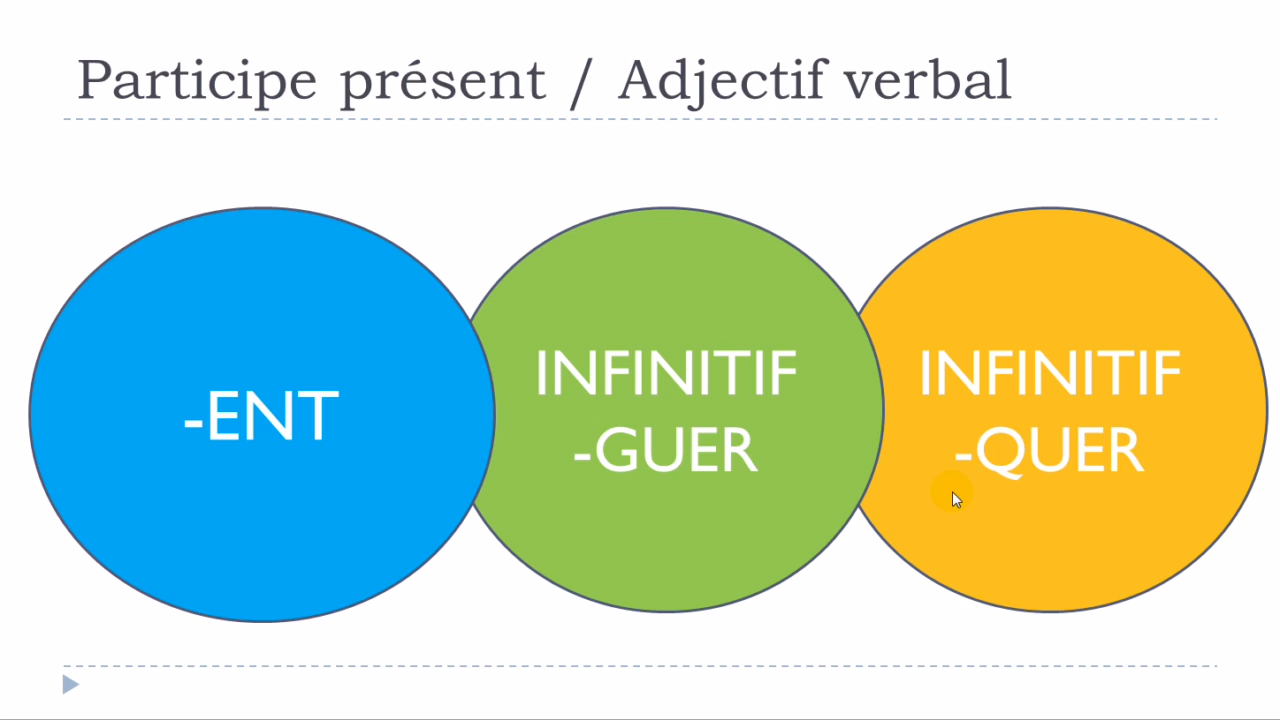 Participe présent / Adjectif verbal
-ENT
INFINITIF
-GUER
INFINITIF
-QUER